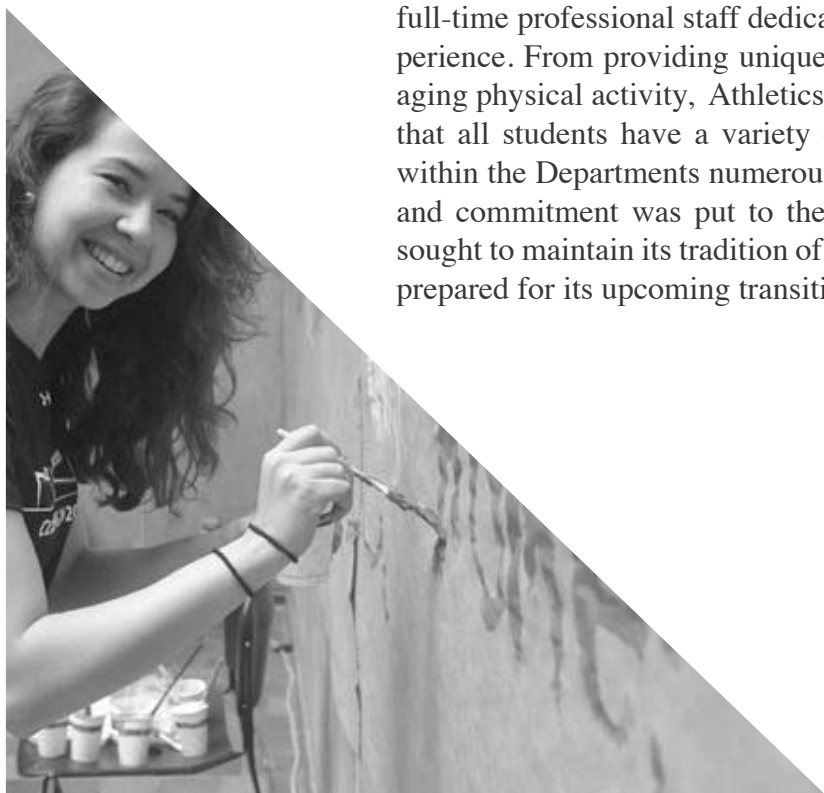 full-time professional staff dedica
perience. From providing unique
aging physical activity, Athletics
that all students have a variety
within the Departments numerou
and commitment was put to the
sought to maintain its tradition of
prepared for its upcoming transiti